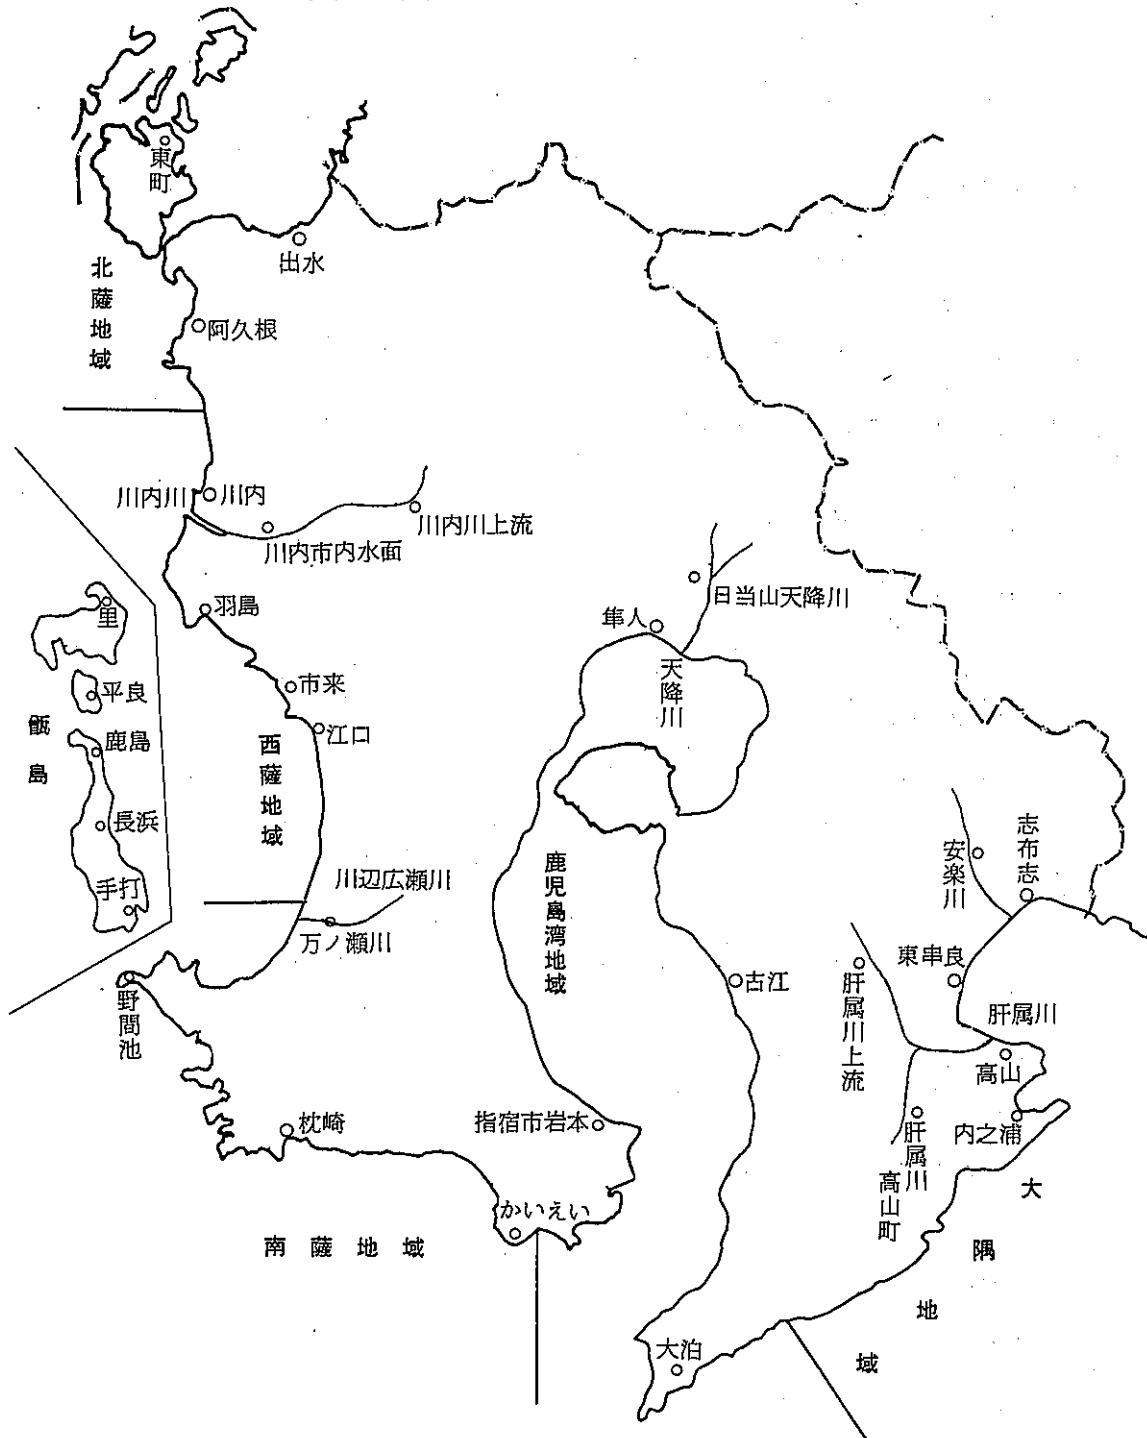 東町
出水
北薩地域
阿久根
川内川
川内
川内川上流
川内市内水面
日当山天降川
里
羽島
隼人
天降川
平良
市来
甑島
鹿島
江口
西薩地域
長浜
志布志
安楽川
鹿児島湾地域
手打
川辺広瀬川
万ノ瀬川
東串良
野間池
古江
肝属川上流
肝属川
高山
枕崎
指宿市岩本
内之浦
肝属川
高山町
かいえい
南薩地域
大隅地域
大泊